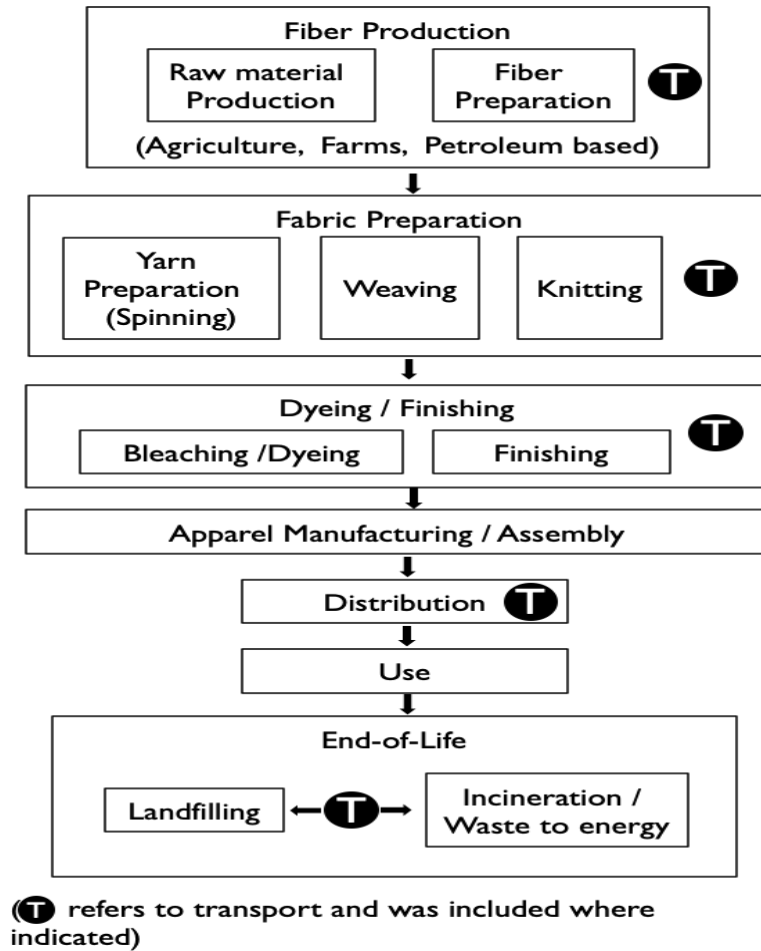 Fiber Production
Raw material
Production
Fiber
Preparation
T
(Agriculture, Farms, Petroleum based)
Fabric Preparation
Yarn
Preparation
(Spinning)
Weaving
Knitting
T
Dyeing / Finishing
Bleaching /Dyeing
Finishing
T
Apparel Manufacturing / Assembly
Distribution T
Use
End-of-Life
Landfilling
T
Incineration /
Waste to energy
(T refers to transport and was included where
indicated)